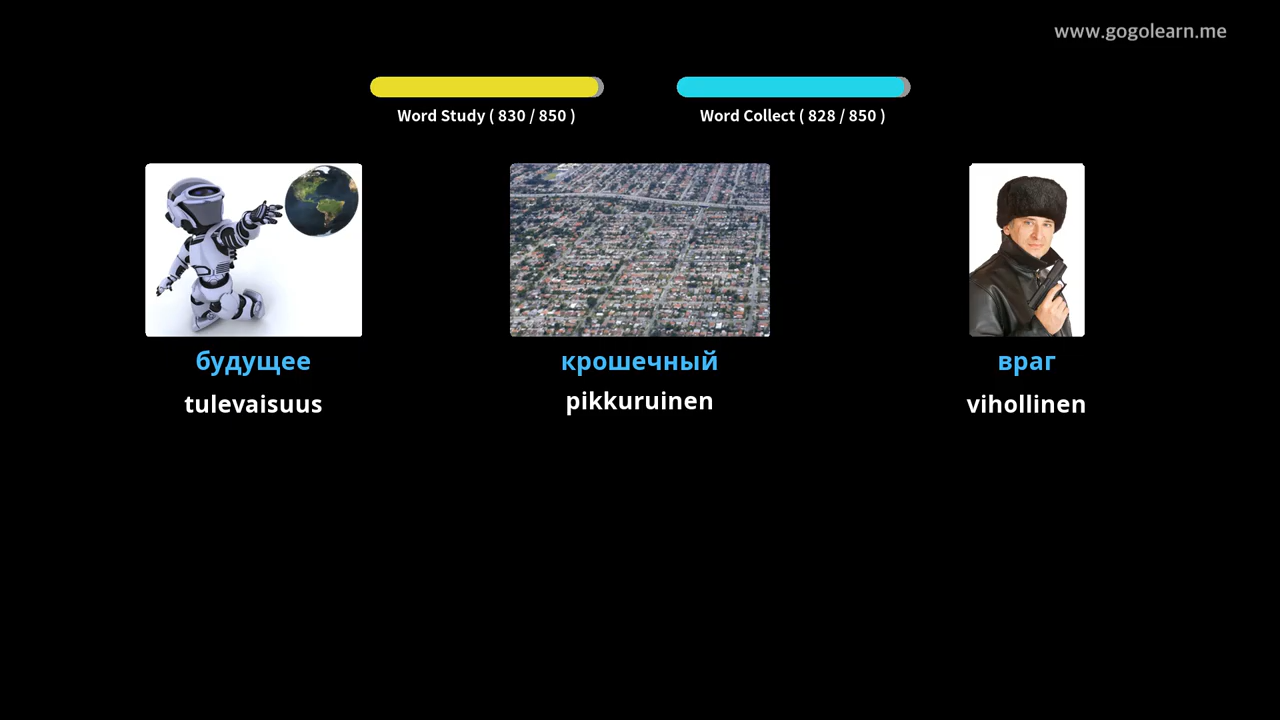 www.gogolearn.me
Word Study ( 830 / 850 )
Word Collect ( 828 / 850 )
будущее
крошечный
враг
tulevaisuus
pikkuruinen
vihollinen